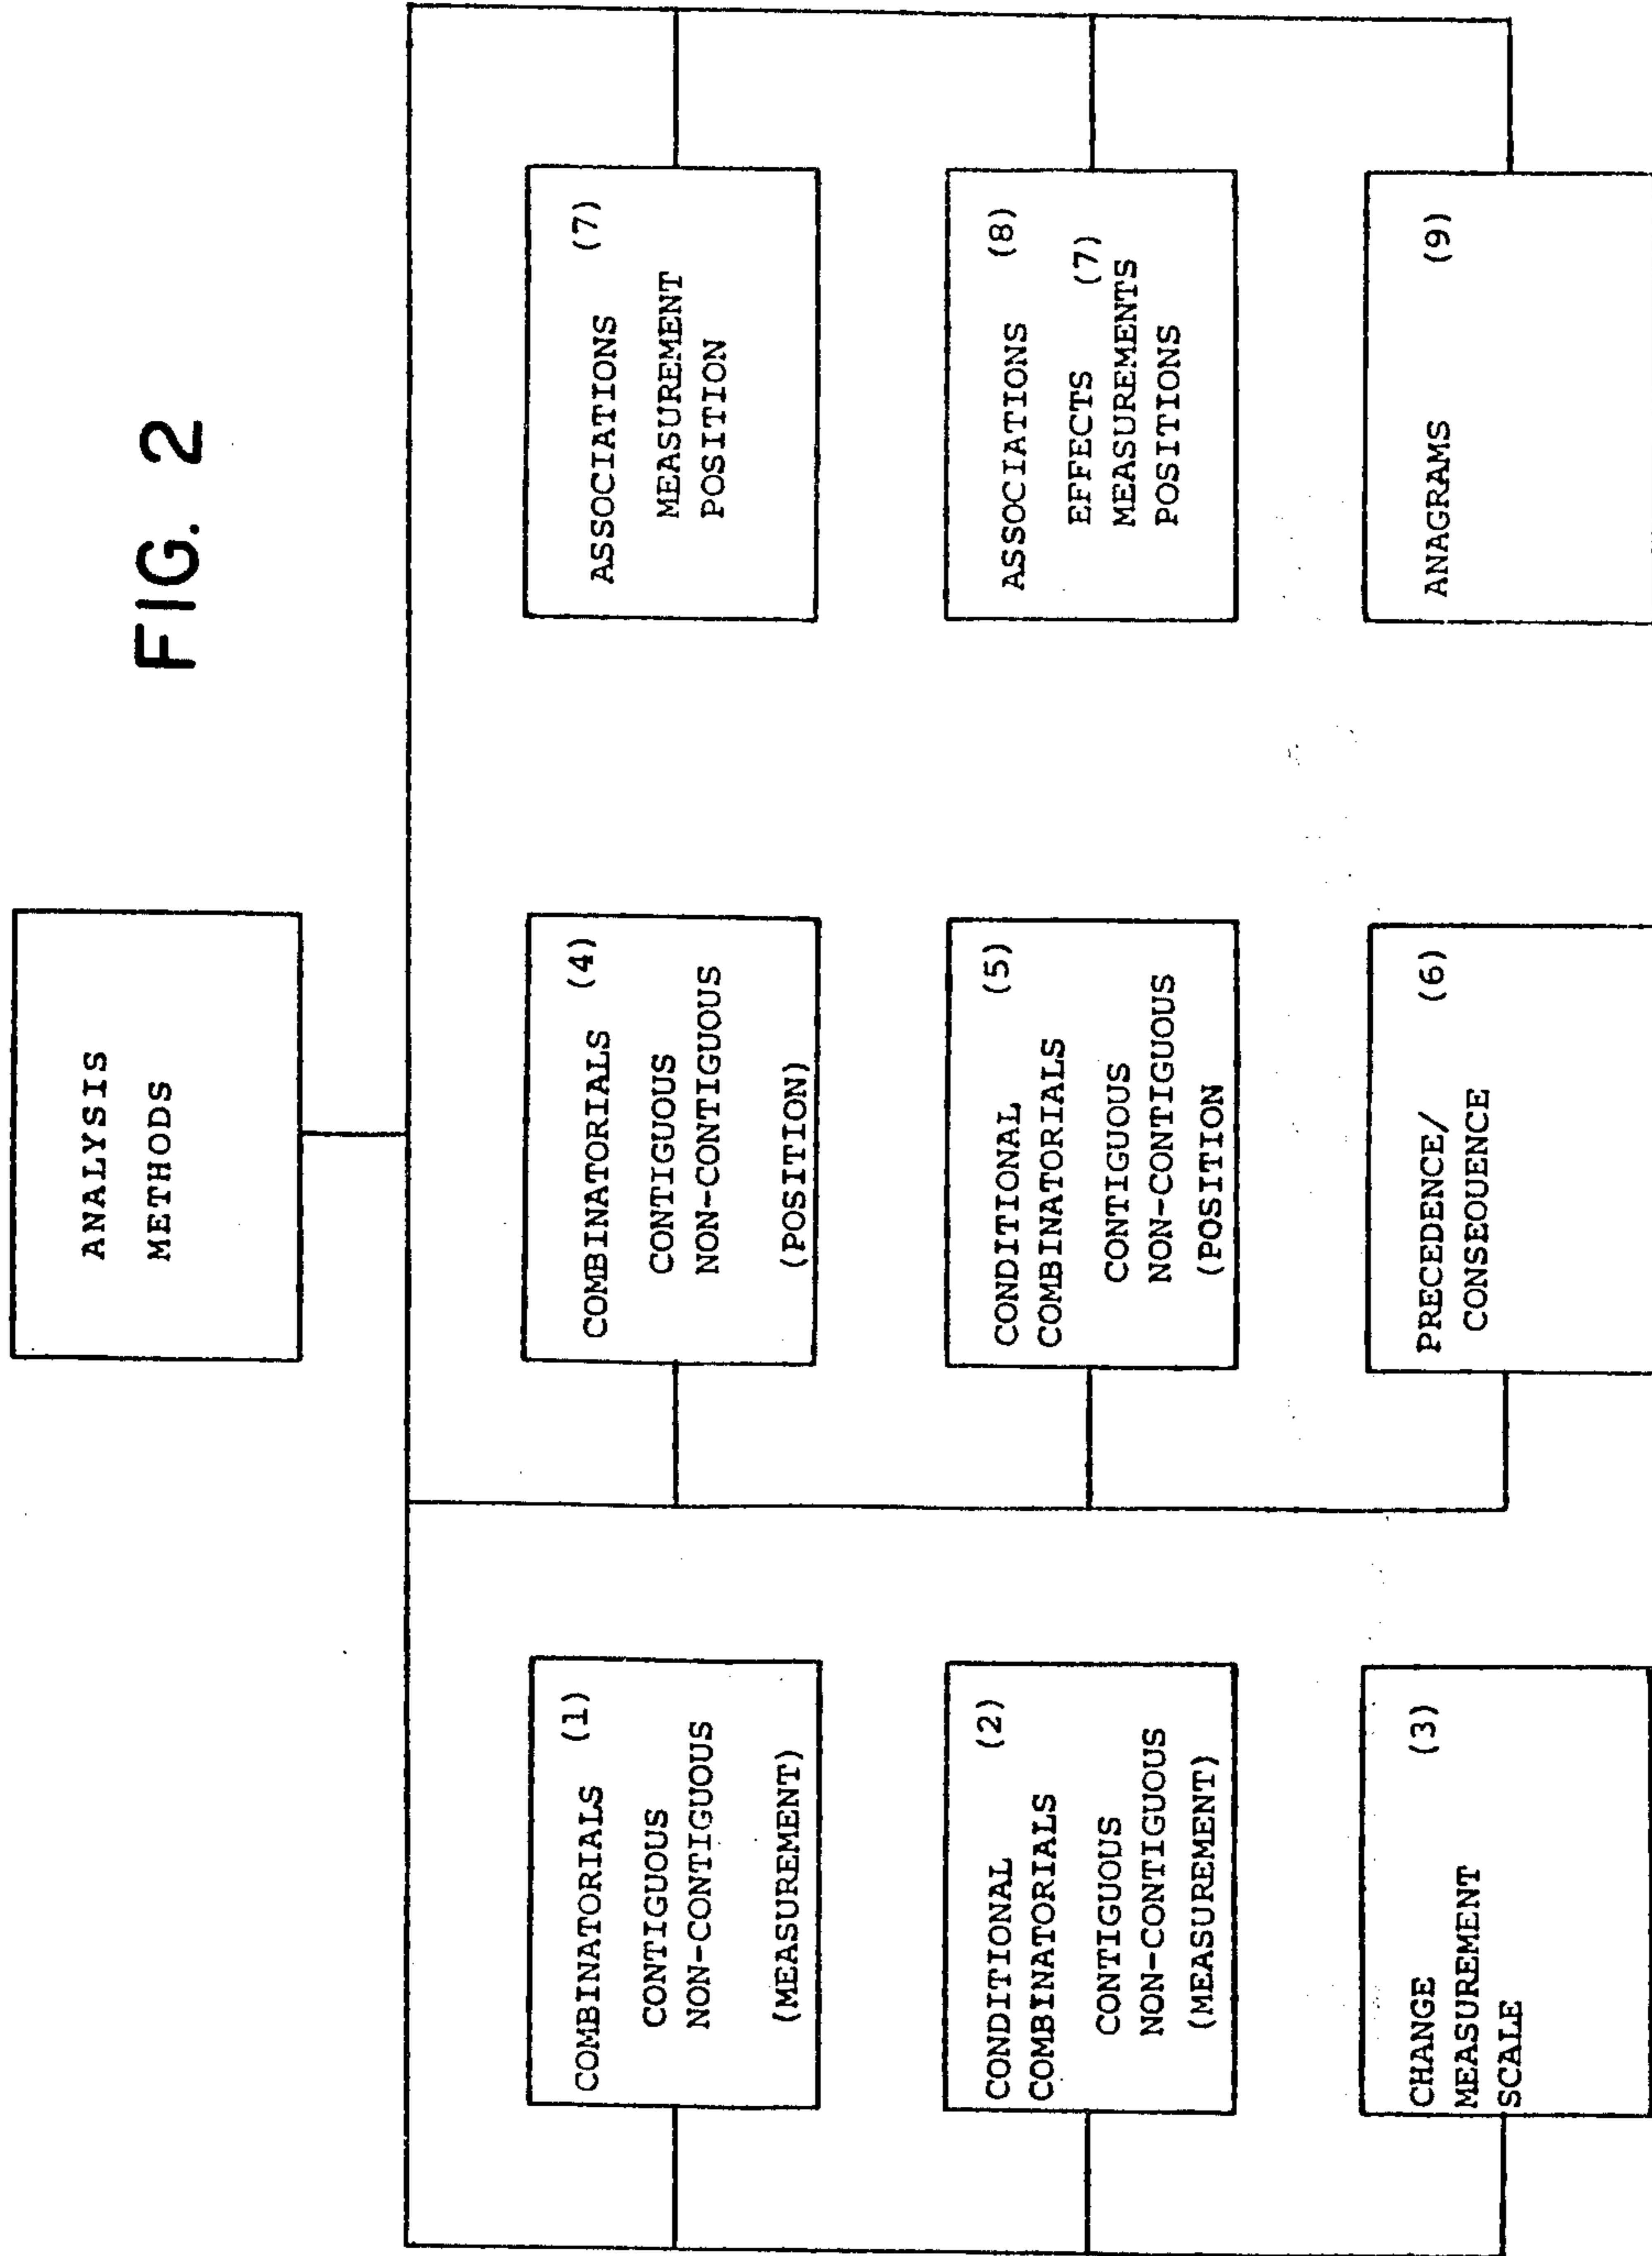 FIG. 2
ANALYSIS
METHODS
COMBINATORIALS (1)
CONTIGUOUS
NON-CONTIGUOUS
(MEASUREMENT)
CONDITIONAL (2)
COMBINATORIALS
CONTIGUOUS
NON-CONTIGUOUS
(MEASUREMENT)
CHANGE (3)
MEASUREMENT
SCALE
COMBINATORIALS (4)
CONTIGUOUS
NON-CONTIGUOUS
(POSITION)
CONDITIONAL (5)
COMBINATORIALS
CONTIGUOUS
NON-CONTIGUOUS
(POSITION
PRECEDENCE/ (6)
CONSEQUENCE
ASSOCIATIONS (7)
MEASUREMENT
POSITION
ASSOCIATIONS (8)
EFFECTS (7)
MEASUREMENTS
POSITIONS
ANAGRAMS (9)